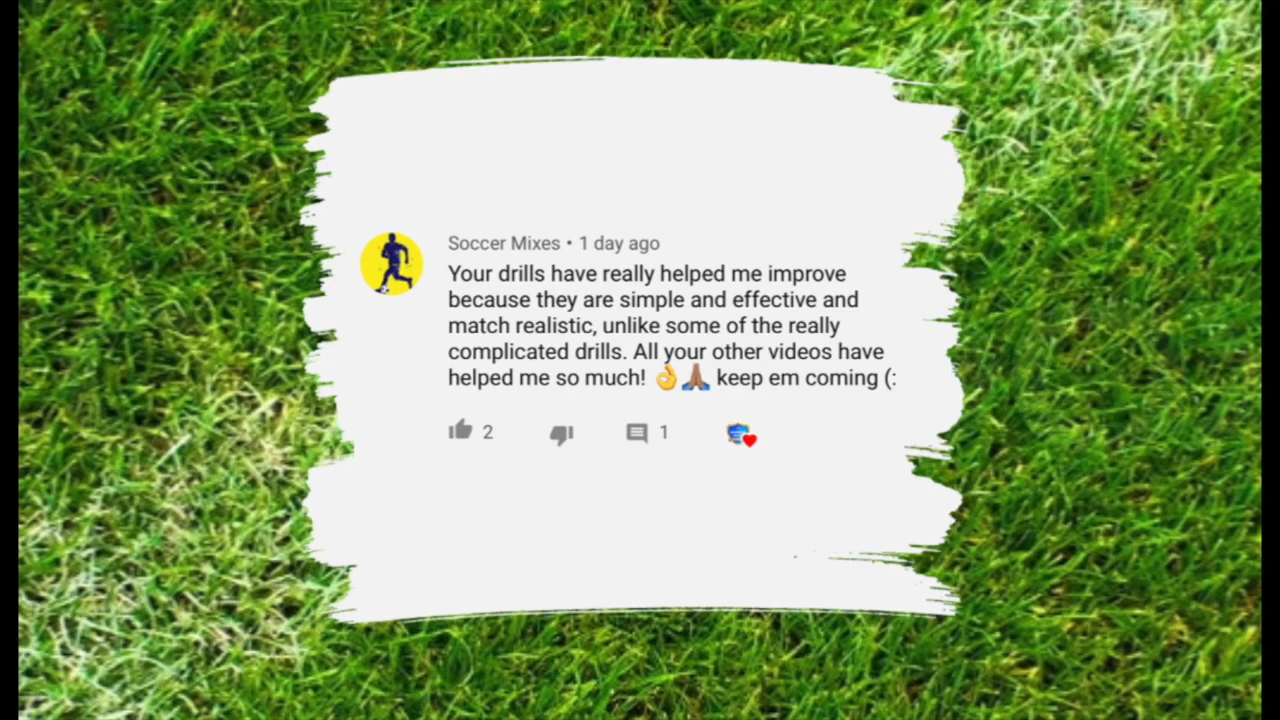 Soccer Mixes • 1 day ago
Your drills have really helped me improve
because they are simple and effective and
match realistic, unlike some of the really
complicated drills. All your other videos have
helped me so much! 👌🙏🏽 keep em coming (:
2 1